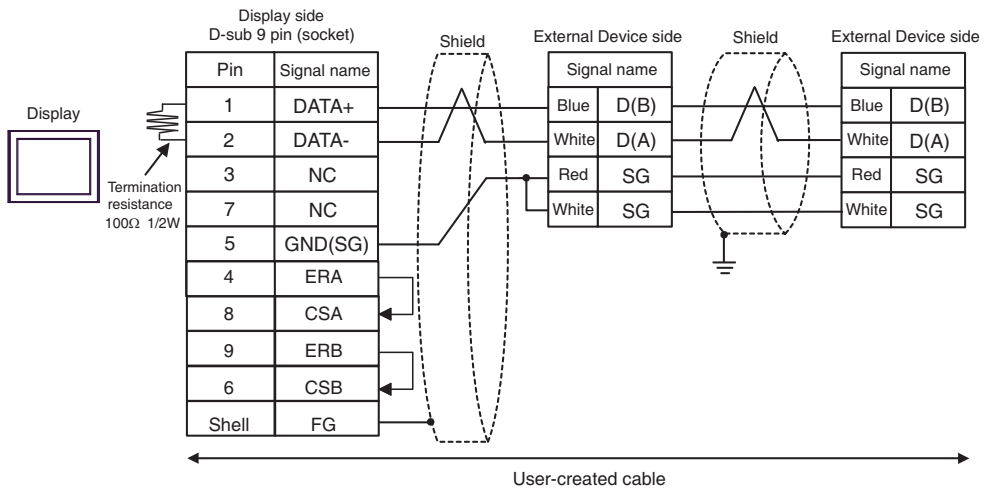 Display side
D-sub 9 pin (socket)
Shield
External Device side
Shield
External Device side
Pin Signal name
Signal name
Signal name
Display
1 DATA+
Blue D(B)
Blue D(B)
2 DATA-
White D(A)
White D(A)
3 NC
Red SG
Red SG
Termination
resistance
100Ω 1/2W
7 NC
White SG
White SG
5 GND(SG)
4 ERA
8 CSA
9 ERB
6 CSB
Shell FG
User-created cable